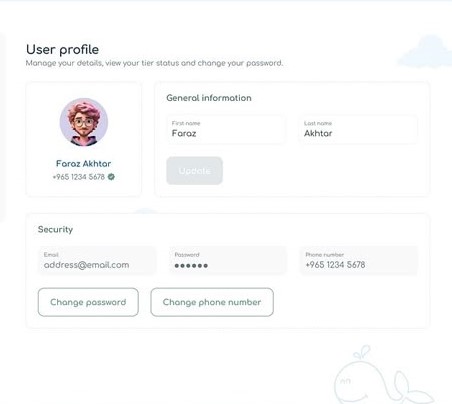 User profile
Manage your details, view your tier status and change your password.
Faraz Akhtar
+965 1234 5678
General information
First name
Faraz
Last name
Akhtar
Update
Security
Email
address@email.com
Password
●●●●●●
Phone number
+965 1234 5678
Change password
Change phone number